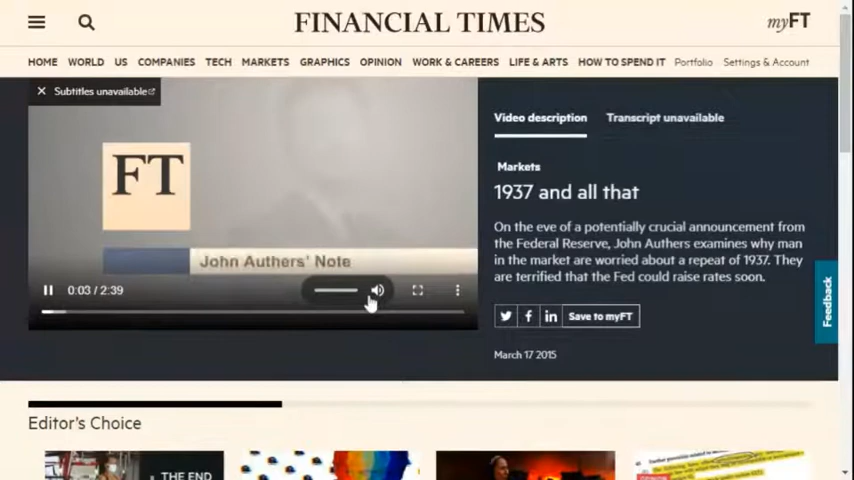 FINANCIAL TIMES
myFT
HOME WORLD US COMPANIES TECH MARKETS GRAPHICS OPINION WORK & CAREERS LIFE & ARTS HOW TO SPEND IT Portfolio Settings & Account
Subtitles unavailable
FT
John Authers' Note
0:03 / 2:39
Video description Transcript unavailable
Markets
1937 and all that
On the eve of a potentially crucial announcement from
the Federal Reserve, John Authers examines why man
in the market are worried about a repeat of 1937. They
are terrified that the Fed could raise rates soon.
Save to myFT
March 17 2015
Feedback
Editor's Choice
THE END